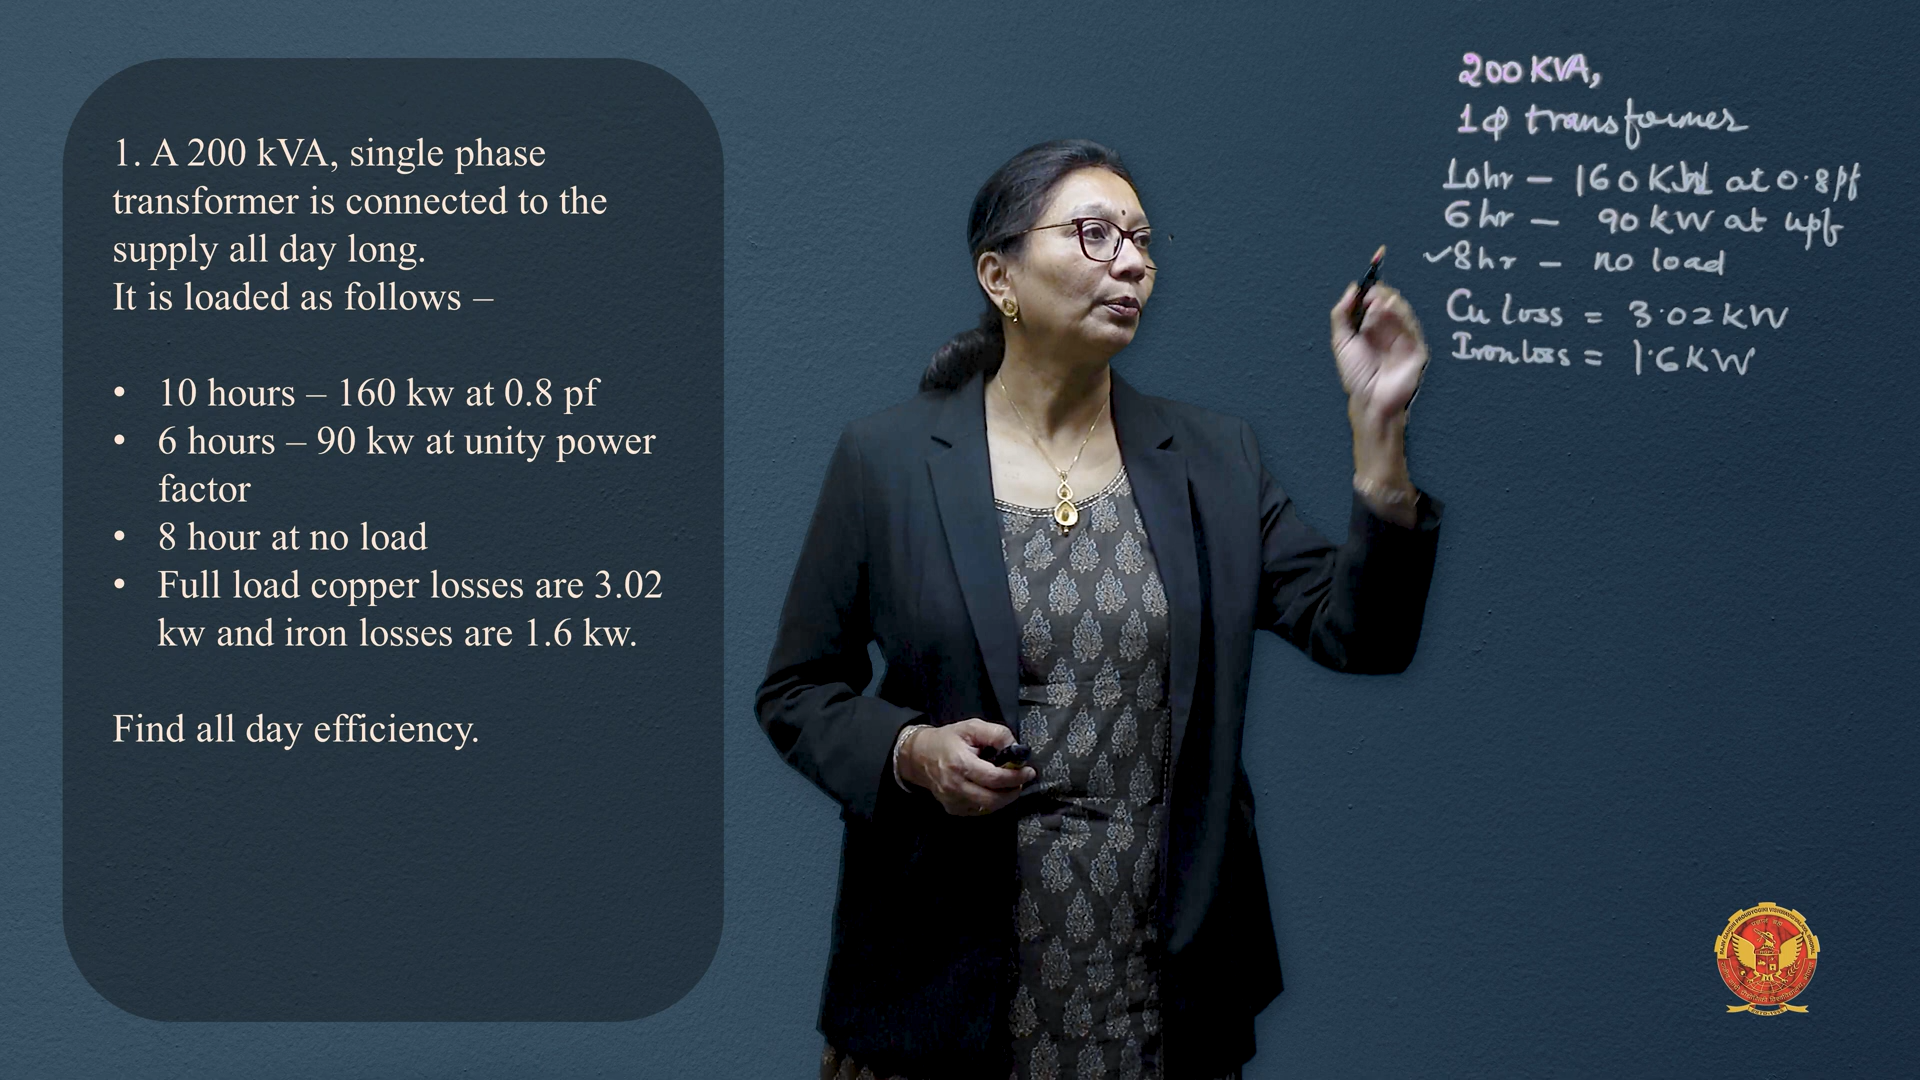 1. A 200 kVA, single phase
transformer is connected to the
supply all day long.
It is loaded as follows –
• 10 hours – 160 kw at 0.8 pf
• 6 hours – 90 kw at unity power
factor
• 8 hour at no load
• Full load copper losses are 3.02
kw and iron losses are 1.6 kw.
Find all day efficiency.
200 KVA,
1ϕ transformer
10hr – 160 KW at 0.8 pf
6 hr – 90 KW at upf
✓8hr – no load
Cu loss = 3.02 KW
Iron loss = 1.6 KW